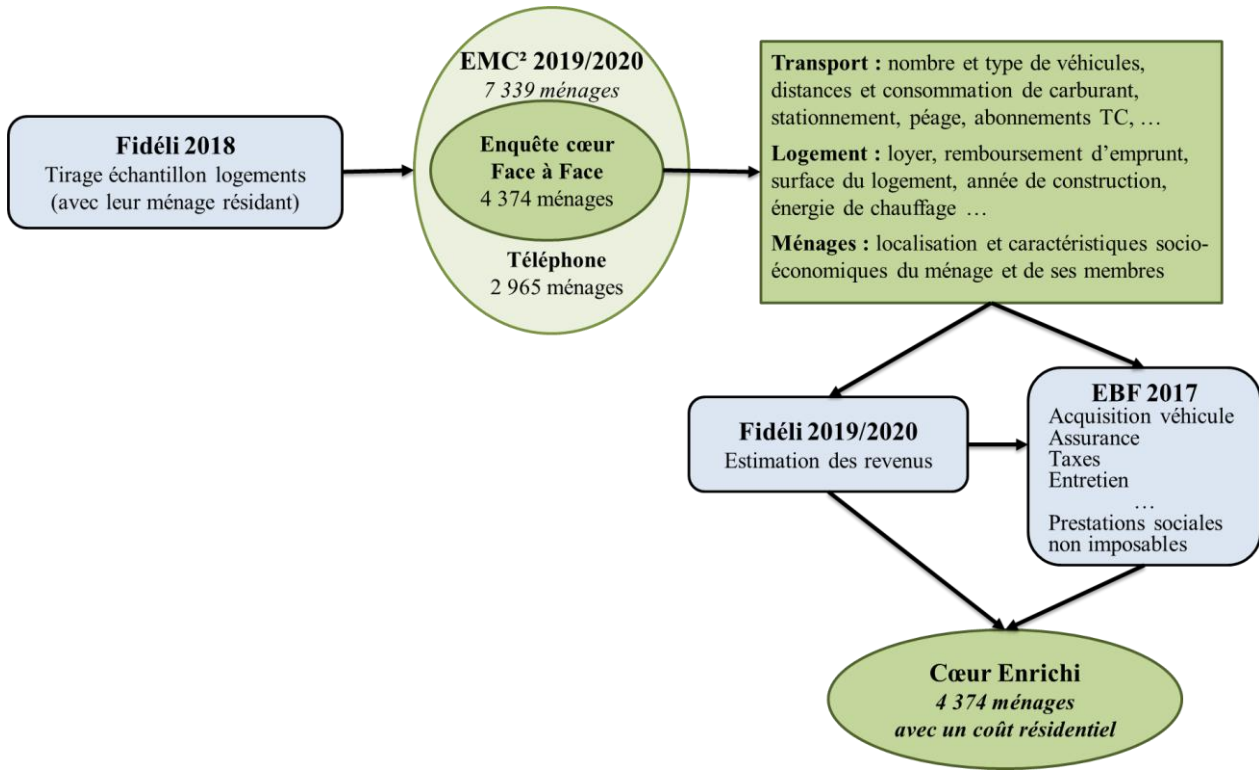 Fidéli 2018
Tirage échantillon logements
(avec leur ménage résidant)
EMC² 2019/2020
7 339 ménages
Enquête cœur
Face à Face
4 374 ménages
Téléphone
2 965 ménages
Transport : nombre et type de véhicules,
distances et consommation de carburant,
stationnement, péage, abonnements TC, …
Logement : loyer, remboursement d’emprunt,
surface du logement, année de construction,
énergie de chauffage …
Ménages : localisation et caractéristiques socio-
économiques du ménage et de ses membres
Fidéli 2019/2020
Estimation des revenus
EBF 2017
Acquisition véhicule
Assurance
Taxes
Entretien
…
Prestations sociales
non imposables
Cœur Enrichi
4 374 ménages
avec un coût résidentiel